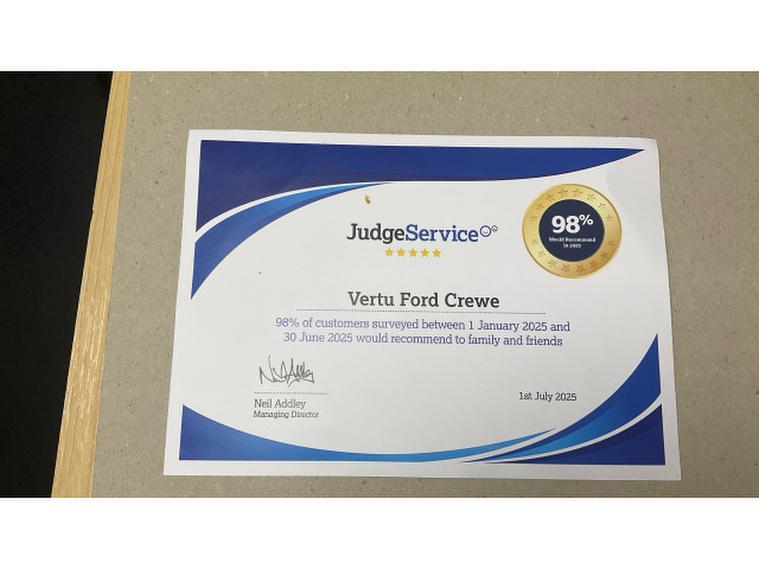 JudgeService
98%
Would Recommend
in 2025
Vertu Ford Crewe
98% of customers surveyed between 1 January 2025 and
30 June 2025 would recommend to family and friends
Neil Addley
Managing Director
1st July 2025